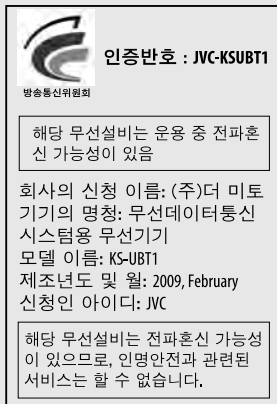 인증번호 : JVC-KSUBT1
방송통신위원회
해당 무선설비는 운용 중 전파혼
신 가능성이 있음
회사의 신청 이름: (주)더 미토
기기의 명청: 무선데이터퉁신
시스템용 무선기기
모델 이름: KS-UBT1
제조년도 및 월: 2009, February
신청인 아이디: JVC
해당 무선설비는 전파혼신 가능성
이 있으므로, 인명안전과 관련된
서비스는 할 수 없습니다.